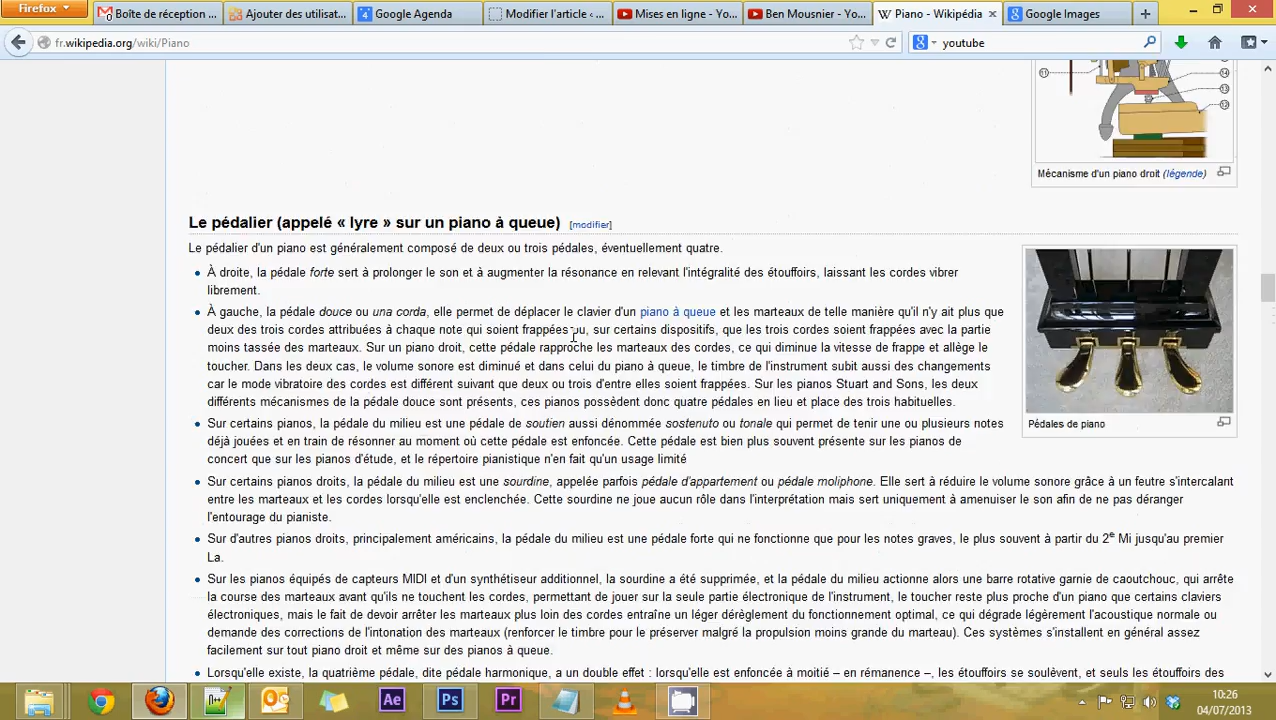 Firefox
Boîte de réception ...
Ajouter des utilisat...
Google Agenda
Modifier l'article ‹ ...
Mises en ligne - Yo...
Ben Mousnier - Yo...
Piano - Wikipédia
Google Images
fr.wikipedia.org/wiki/Piano
youtube
11
14
13
12
Mécanisme d'un piano droit (légende)
Le pédalier (appelé « lyre » sur un piano à queue) [modifier]
Le pédalier d'un piano est généralement composé de deux ou trois pédales, éventuellement quatre.
À droite, la pédale forte sert à prolonger le son et à augmenter la résonance en relevant l'intégralité des étouffoirs, laissant les cordes vibrer
librement.
À gauche, la pédale douce ou una corda, elle permet de déplacer le clavier d'un piano à queue et les marteaux de telle manière qu'il n'y ait plus que
deux des trois cordes attribuées à chaque note qui soient frappées ou, sur certains dispositifs, que les trois cordes soient frappées avec la partie
moins tassée des marteaux. Sur un piano droit, cette pédale rapproche les marteaux des cordes, ce qui diminue la vitesse de frappe et allège le
toucher. Dans les deux cas, le volume sonore est diminué et dans celui du piano à queue, le timbre de l'instrument subit aussi des changements
car le mode vibratoire des cordes est différent suivant que deux ou trois d'entre elles soient frappées. Sur les pianos Stuart and Sons, les deux
différents mécanismes de la pédale douce sont présents, ces pianos possèdent donc quatre pédales en lieu et place des trois habituelles.
Pédales de piano
Sur certains pianos, la pédale du milieu est une pédale de soutien aussi dénommée sostenuto ou tonale qui permet de tenir une ou plusieurs notes
déjà jouées et en train de résonner au moment où cette pédale est enfoncée. Cette pédale est bien plus souvent présente sur les pianos de
concert que sur les pianos d'étude, et le répertoire pianistique n'en fait qu'un usage limité
Sur certains pianos droits, la pédale du milieu est une sourdine, appelée parfois pédale d'appartement ou pédale moliphone. Elle sert à réduire le volume sonore grâce à un feutre s'intercalant
entre les marteaux et les cordes lorsqu'elle est enclenchée. Cette sourdine ne joue aucun rôle dans l'interprétation mais sert uniquement à amenuiser le son afin de ne pas déranger
l'entourage du pianiste.
Sur d'autres pianos droits, principalement américains, la pédale du milieu est une pédale forte qui ne fonctionne que pour les notes graves, le plus souvent à partir du 2e Mi jusqu'au premier
La.
Sur les pianos équipés de capteurs MIDI et d'un synthétiseur additionnel, la sourdine a été supprimée, et la pédale du milieu actionne alors une barre rotative garnie de caoutchouc, qui arrête
la course des marteaux avant qu'ils ne touchent les cordes, permettant de jouer sur la seule partie électronique de l'instrument, le toucher reste plus proche d'un piano que certains claviers
électroniques, mais le fait de devoir arrêter les marteaux plus loin des cordes entraîne un léger dérèglement du fonctionnement optimal, ce qui dégrade légèrement l'acoustique normale ou
demande des corrections de l'intonation des marteaux (renforcer le timbre pour le préserver malgré la propulsion moins grande du marteau). Ces systèmes s'installent en général assez
facilement sur tout piano droit et même sur des pianos à queue.
Lorsqu'elle existe, la quatrième pédale, dite pédale harmonique, a un double effet : lorsqu'elle est enfoncée à moitié – en rémanence –, les étouffoirs se soulèvent, et seuls les étouffoirs des
Ae
Ps
Pr
10:26
04/07/2013